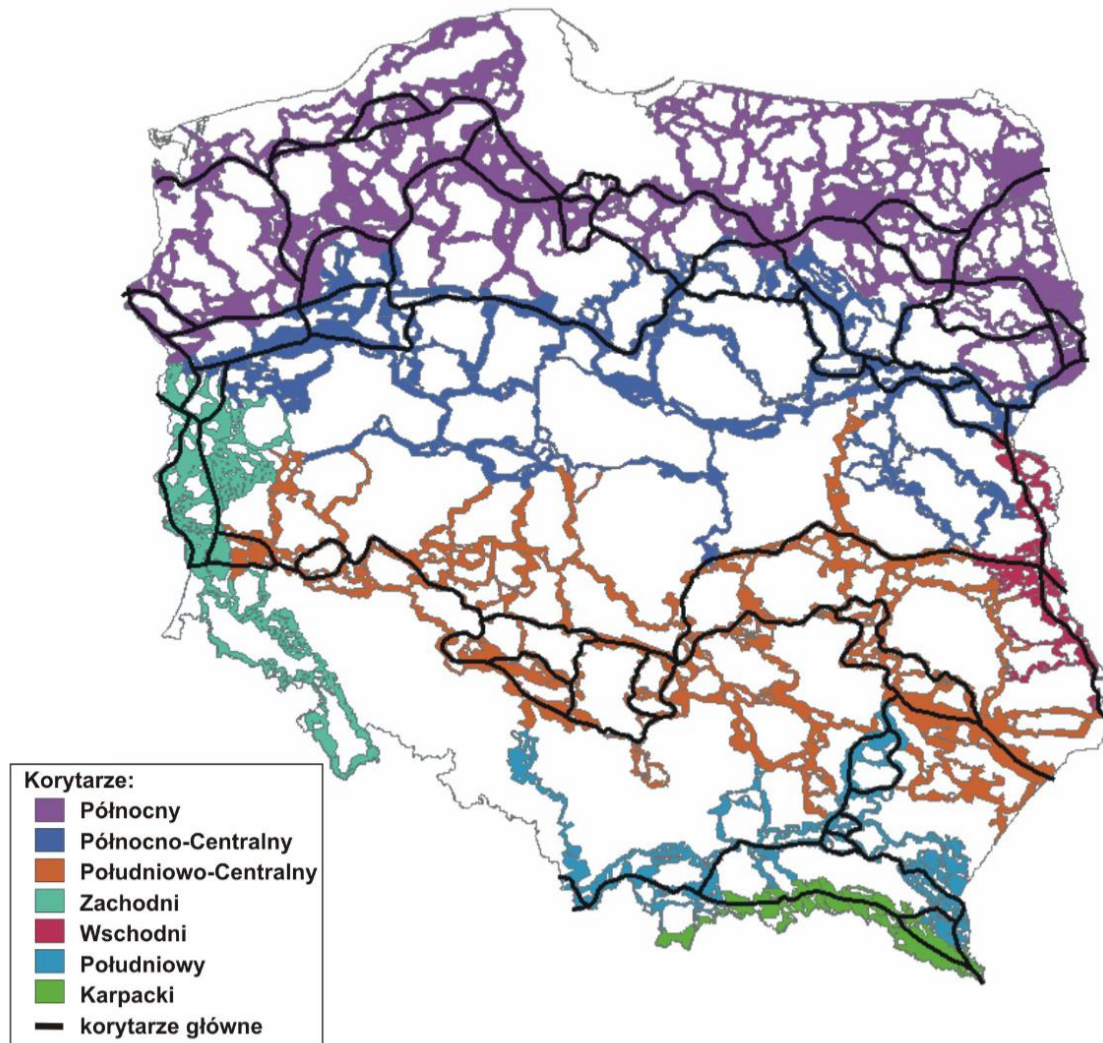 Korytarze:
Północny
Północno-Centralny
Południowo-Centralny
Zachodni
Wschodni
Południowy
Karpacki
korytarze główne